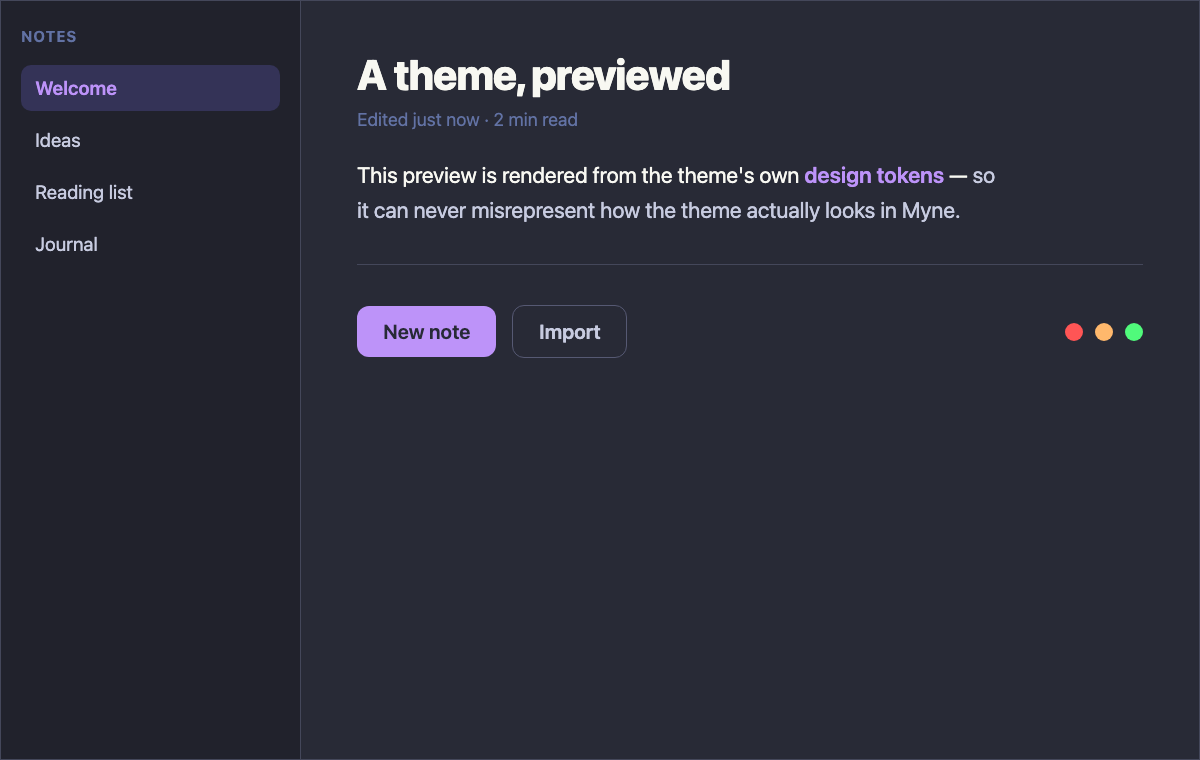 NOTES
Welcome
Ideas
Reading list
Journal
A theme, previewed
Edited just now · 2 min read
This preview is rendered from the theme's own design tokens — so
it can never misrepresent how the theme actually looks in Myne.
New note
Import